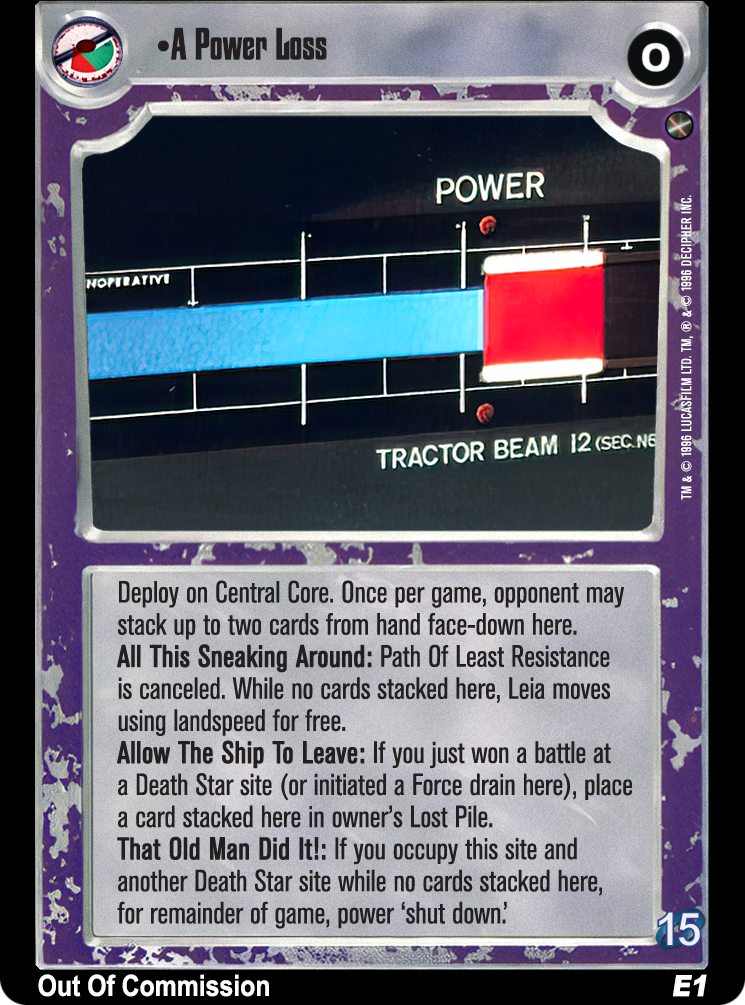 •A Power Loss
O
POWER
NOPERATIVE
TRACTOR BEAM 12 (SEC.N6
TM & © 1996 LUCASFILM LTD. TM, ® & © 1996 DECIPHER INC.
Deploy on Central Core. Once per game, opponent may
stack up to two cards from hand face-down here.
All This Sneaking Around: Path Of Least Resistance
is canceled. While no cards stacked here, Leia moves
using landspeed for free.
Allow The Ship To Leave: If you just won a battle at
a Death Star site (or initiated a Force drain here), place
a card stacked here in owner's Lost Pile.
That Old Man Did It!: If you occupy this site and
another Death Star site while no cards stacked here,
for remainder of game, power ‘shut down.’
15
Out Of Commission
E1